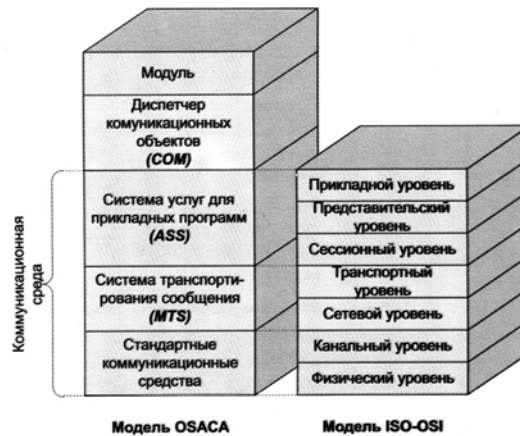 Модуль
Диспетчер
комуникационных
объектов
(COM)
Система услуг для
прикладных программ
(ASS)
Система транспорти-
рования сообщения
(MTS)
Стандартные
коммуникационные
средства
Коммуникационная
среда
Прикладной уровень
Представительский
уровень
Сессионный уровень
Транспортный
уровень
Сетевой уровень
Канальный уровень
Физический уровень
Модель OSACA
Модель ISO-OSI